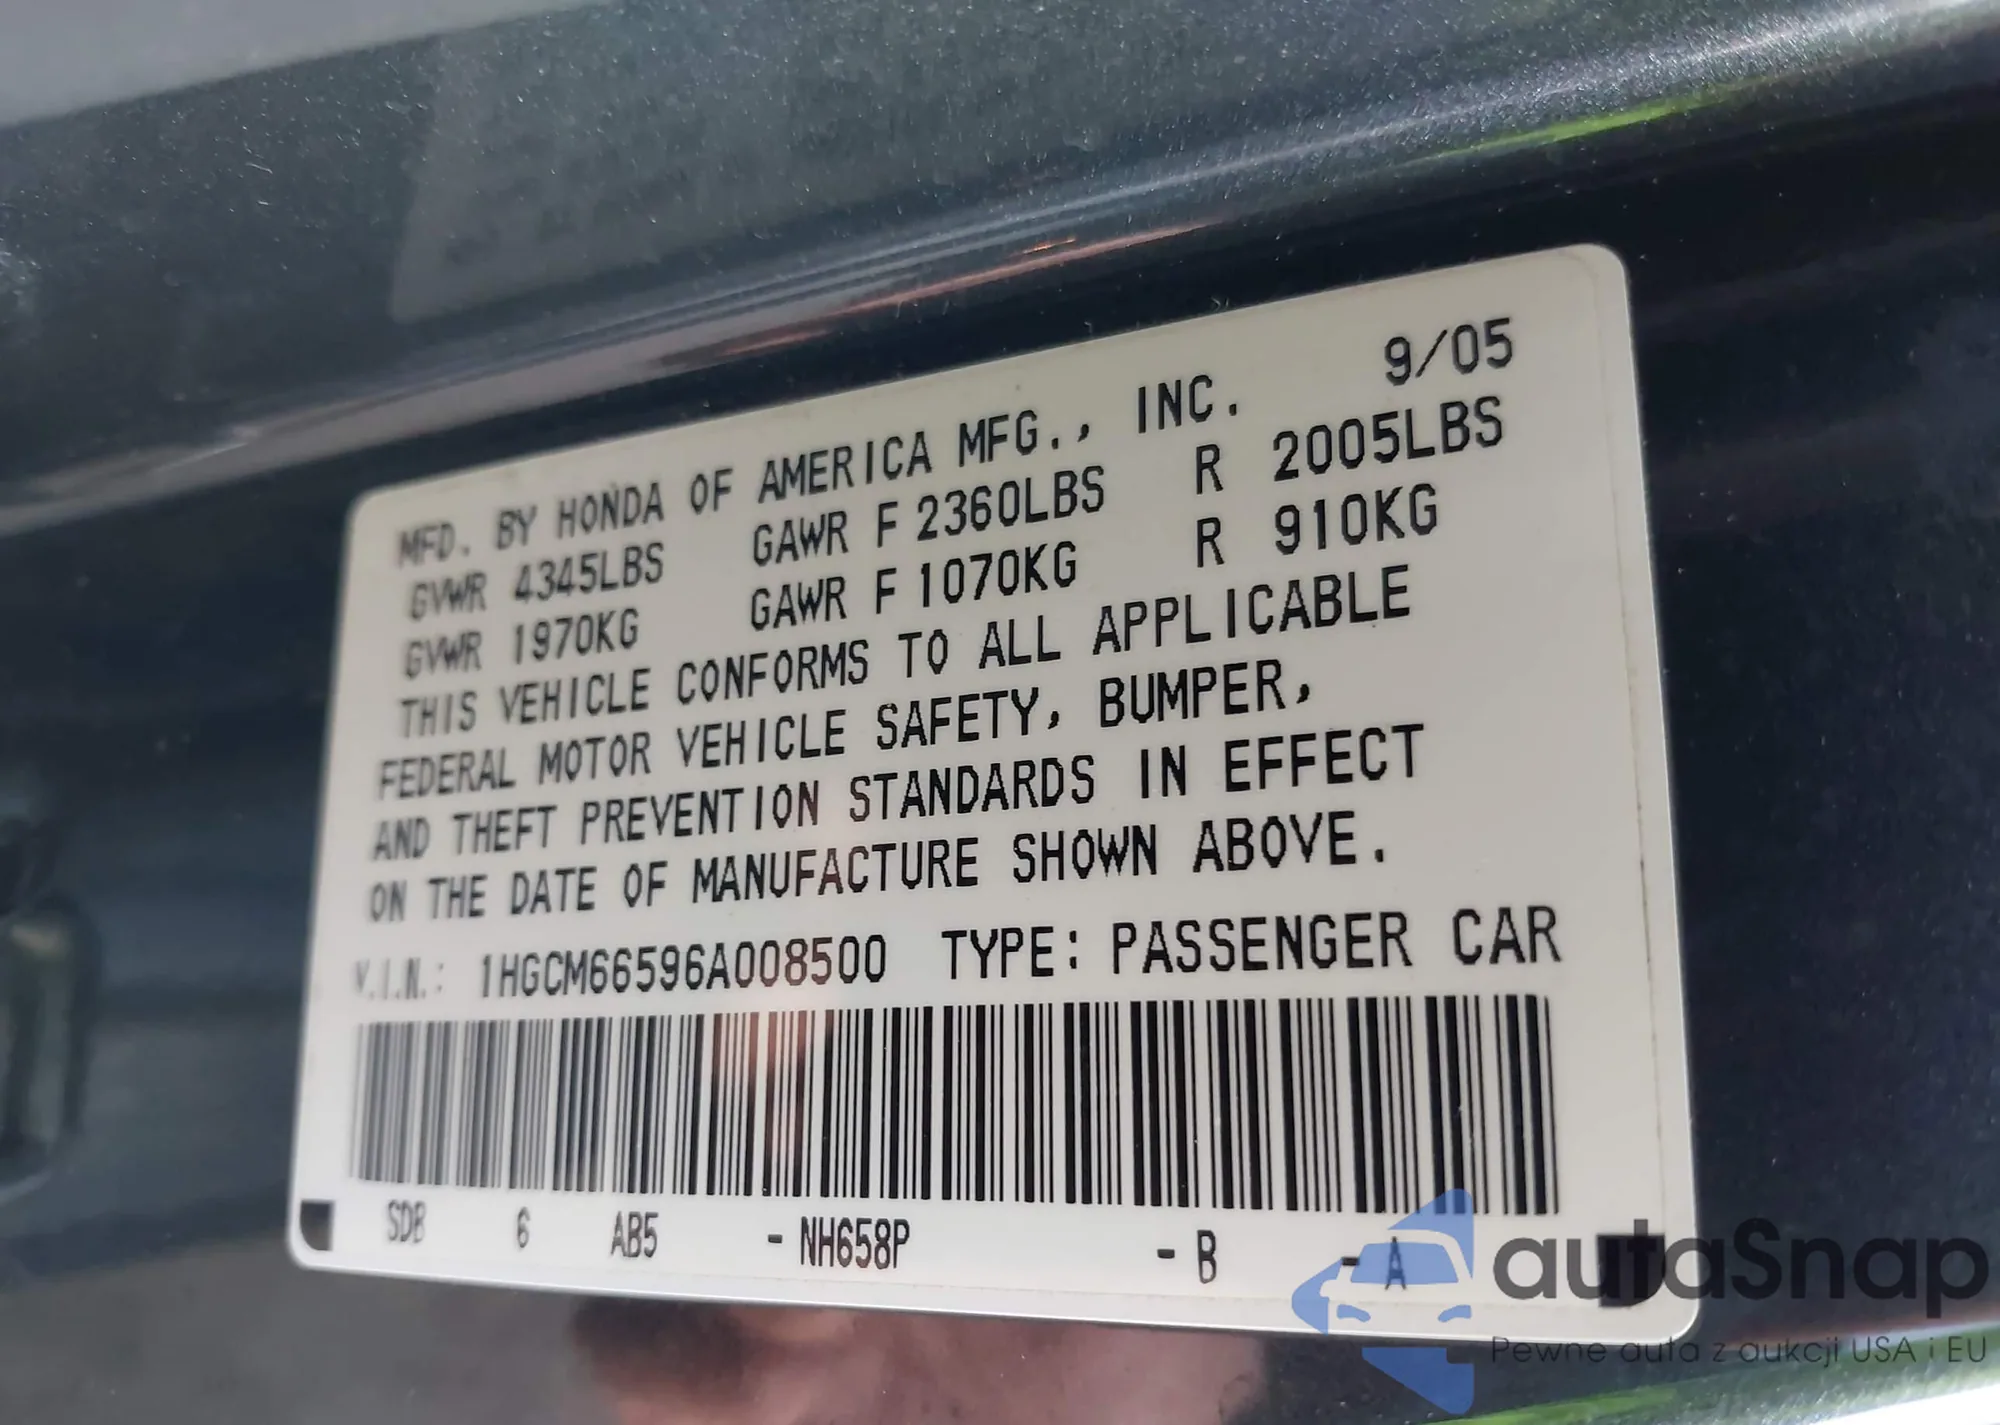 MFD. BY HONDA OF AMERICA MFG., INC. 9/05
GVWR 4345LBS GAWR F 2360LBS R 2005LBS
GVWR 1970KG GAWR F 1070KG R 910KG
THIS VEHICLE CONFORMS TO ALL APPLICABLE
FEDERAL MOTOR VEHICLE SAFETY, BUMPER,
AND THEFT PREVENTION STANDARDS IN EFFECT
ON THE DATE OF MANUFACTURE SHOWN ABOVE.
V.I.N.: 1HGCM66596A008500 TYPE: PASSENGER CAR
SDB 6 AB5 - NH658P - B - A
autaSnap
Pewne auta z aukcji USA i EU